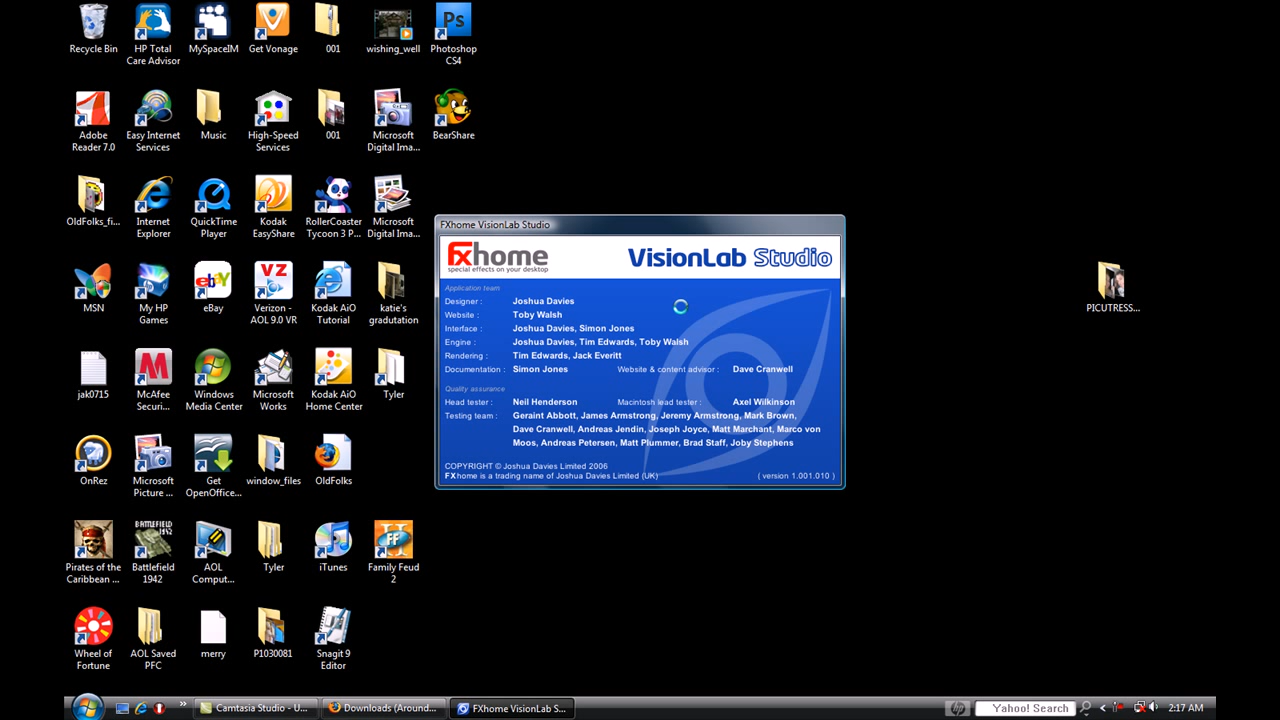 Recycle Bin
HP Total
Care Advisor
MySpaceIM
Get Vonage
001
wishing_well
Ps
Photoshop
CS4
Adobe
Reader 7.0
Easy Internet
Services
Music
High-Speed
Services
001
Microsoft
Digital Ima...
BearShare
OldFolks_fi...
Internet
Explorer
QuickTime
Player
Kodak
EasyShare
RollerCoaster
Tycoon 3 P...
Microsoft
Digital Ima...
MSN
My HP
Games
ebY
eBay
VZ
Verizon -
AOL 9.0 VR
Kodak AiO
Tutorial
katie's
gradutation
PICUTRESS...
jak0715
McAfee
Securi...
Windows
Media Center
Microsoft
Works
Kodak AiO
Home Center
Tyler
OnRez
Microsoft
Picture ...
Get
OpenOffice...
window_files
OldFolks
Pirates of the
Caribbean ...
BATTLEFIELD
1942
Battlefield
1942
AOL
Comput...
Tyler
iTunes
FF
II
Family Feud
2
Wheel of
Fortune
AOL Saved
PFC
merry
P1030081
Snagit 9
Editor
FXhome VisionLab Studio
fxhome
special effects on your desktop
VisionLab Studio
Application team
Designer : Joshua Davies
Website : Toby Walsh
Interface : Joshua Davies, Simon Jones
Engine : Joshua Davies, Tim Edwards, Toby Walsh
Rendering : Tim Edwards, Jack Everitt
Documentation : Simon Jones Website & content advisor : Dave Cranwell
Quality assurance
Head tester : Neil Henderson Macintosh lead tester : Axel Wilkinson
Testing team : Geraint Abbott, James Armstrong, Jeremy Armstrong, Mark Brown,
Dave Cranwell, Andreas Jendin, Joseph Joyce, Matt Marchant, Marco von
Moos, Andreas Petersen, Matt Plummer, Brad Staff, Joby Stephens
COPYRIGHT © Joshua Davies Limited 2006
FXhome is a trading name of Joshua Davies Limited (UK) ( version 1.001.010 )
» Camtasia Studio - U... Downloads (Around... FXhome VisionLab S... hp Yahoo! Search 2:17 AM